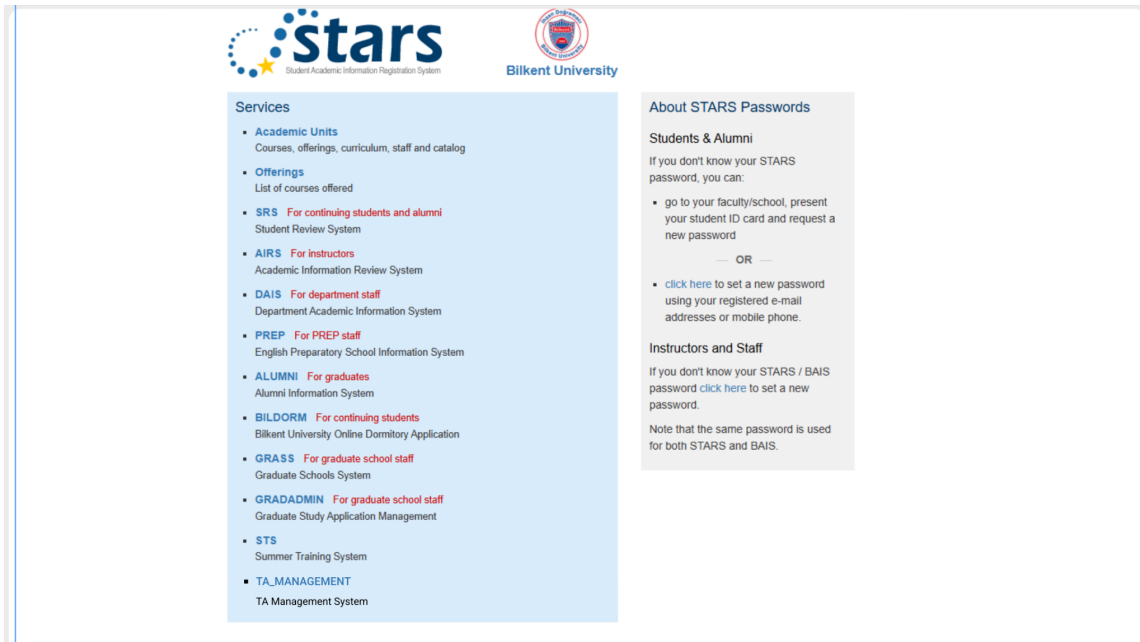 stars
Student Academic Information Registration System
Bilkent University
Services
Academic Units
Courses, offerings, curriculum, staff and catalog
Offerings
List of courses offered
SRS For continuing students and alumni
Student Review System
AIRS For instructors
Academic Information Review System
DAIS For department staff
Department Academic Information System
PREP For PREP staff
English Preparatory School Information System
ALUMNI For graduates
Alumni Information System
BILDORM For continuing students
Bilkent University Online Dormitory Application
GRASS For graduate school staff
Graduate Schools System
GRADADMIN For graduate school staff
Graduate Study Application Management
STS
Summer Training System
TA_MANAGEMENT
TA Management System
About STARS Passwords
Students & Alumni
If you don't know your STARS
password, you can:
go to your faculty/school, present
your student ID card and request a
new password
OR
click here to set a new password
using your registered e-mail
addresses or mobile phone.
Instructors and Staff
If you don't know your STARS / BAIS
password click here to set a new
password.
Note that the same password is used
for both STARS and BAIS.